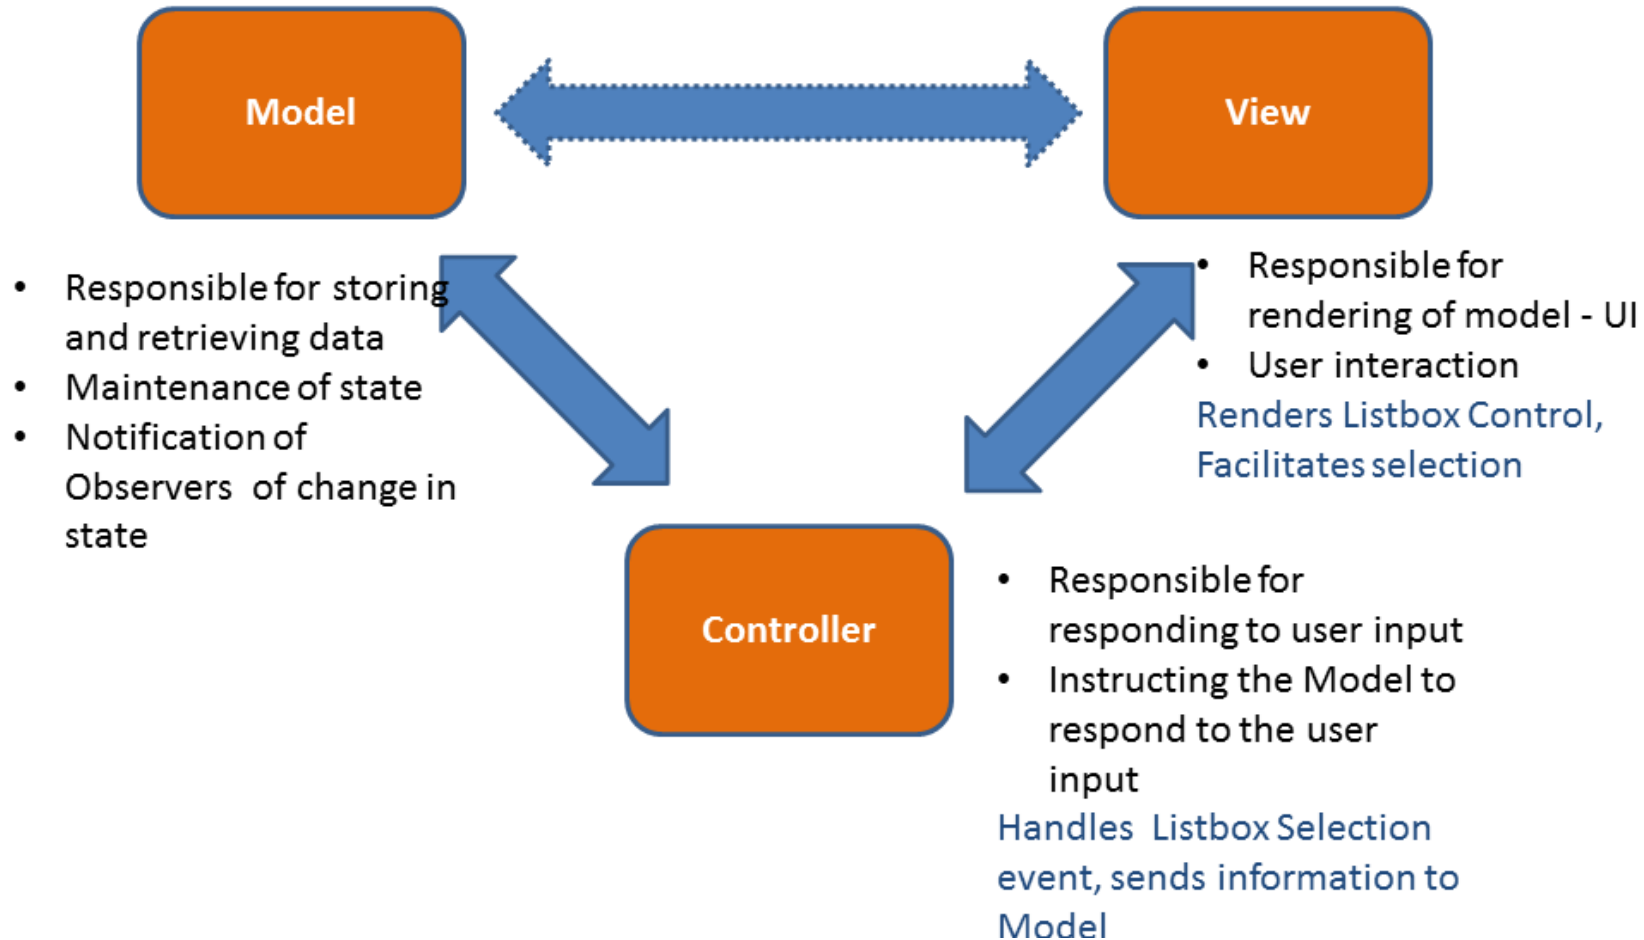 Model
View
• Responsible for storing
and retrieving data
• Maintenance of state
• Notification of
Observers of change in
state
• Responsible for
rendering of model - UI
• User interaction
Renders Listbox Control,
Facilitates selection
Controller
• Responsible for
responding to user input
• Instructing the Model to
respond to the user
input
Handles Listbox Selection
event, sends information to
Model